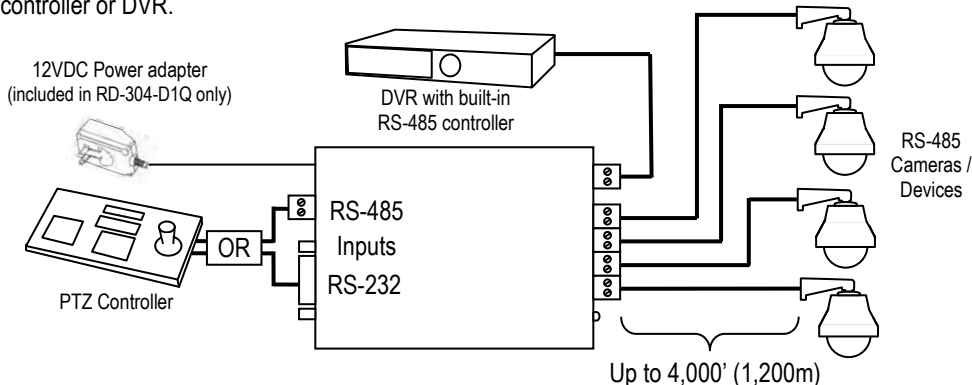 controller or DVR.
12VDC Power adapter
(included in RD-304-D1Q only)
DVR with built-in
RS-485 controller
RS-485
Cameras /
Devices
RS-485
Inputs
RS-232
OR
PTZ Controller
Up to 4,000’ (1,200m)